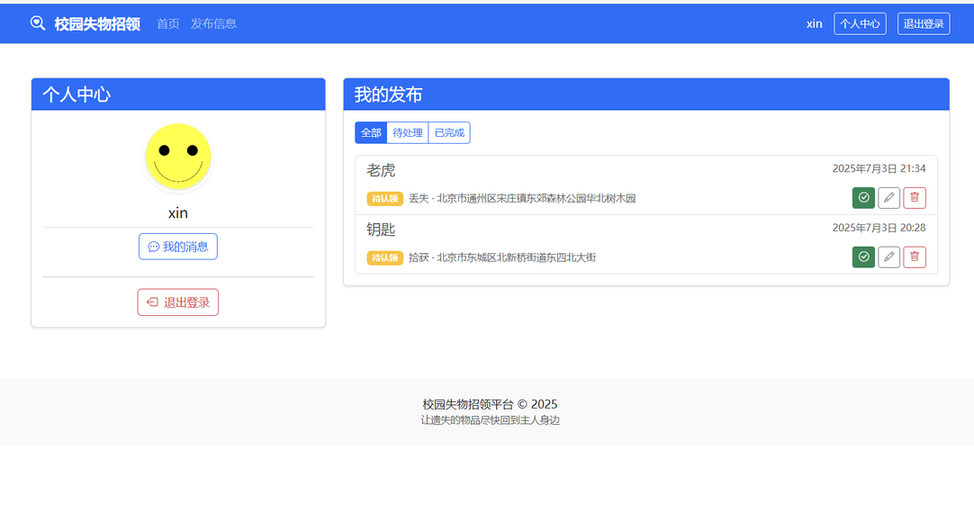 校园失物招领 首页 发布信息 xin 个人中心 退出登录
个人中心
xin
我的消息
退出登录
我的发布
全部 待处理 已完成
老虎 2025年7月3日 21:34
待认领 丢失 · 北京市通州区宋庄镇东郊森林公园华北树木园
钥匙 2025年7月3日 20:28
待认领 拾获 · 北京市东城区北新桥街道东四北大街
校园失物招领平台 © 2025
让遗失的物品尽快回到主人身边